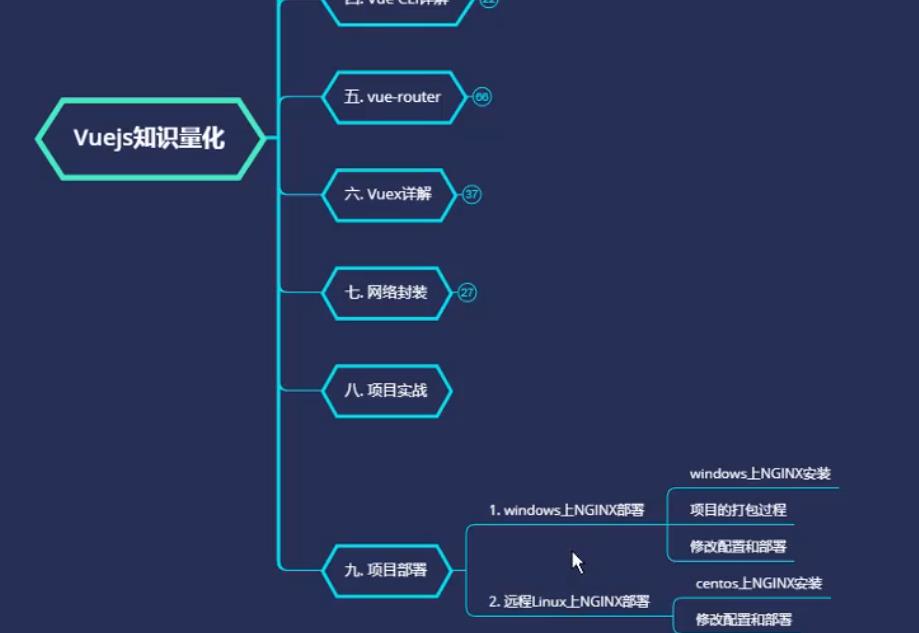 四. Vue CLI详解
22
五. vue-router
66
Vuejs知识量化
六. Vuex详解
37
七. 网络封装
27
八. 项目实战
windows上NGINX安装
1. windows上NGINX部署
项目的打包过程
修改配置和部署
九. 项目部署
centos上NGINX安装
2. 远程Linux上NGINX部署
修改配置和部署